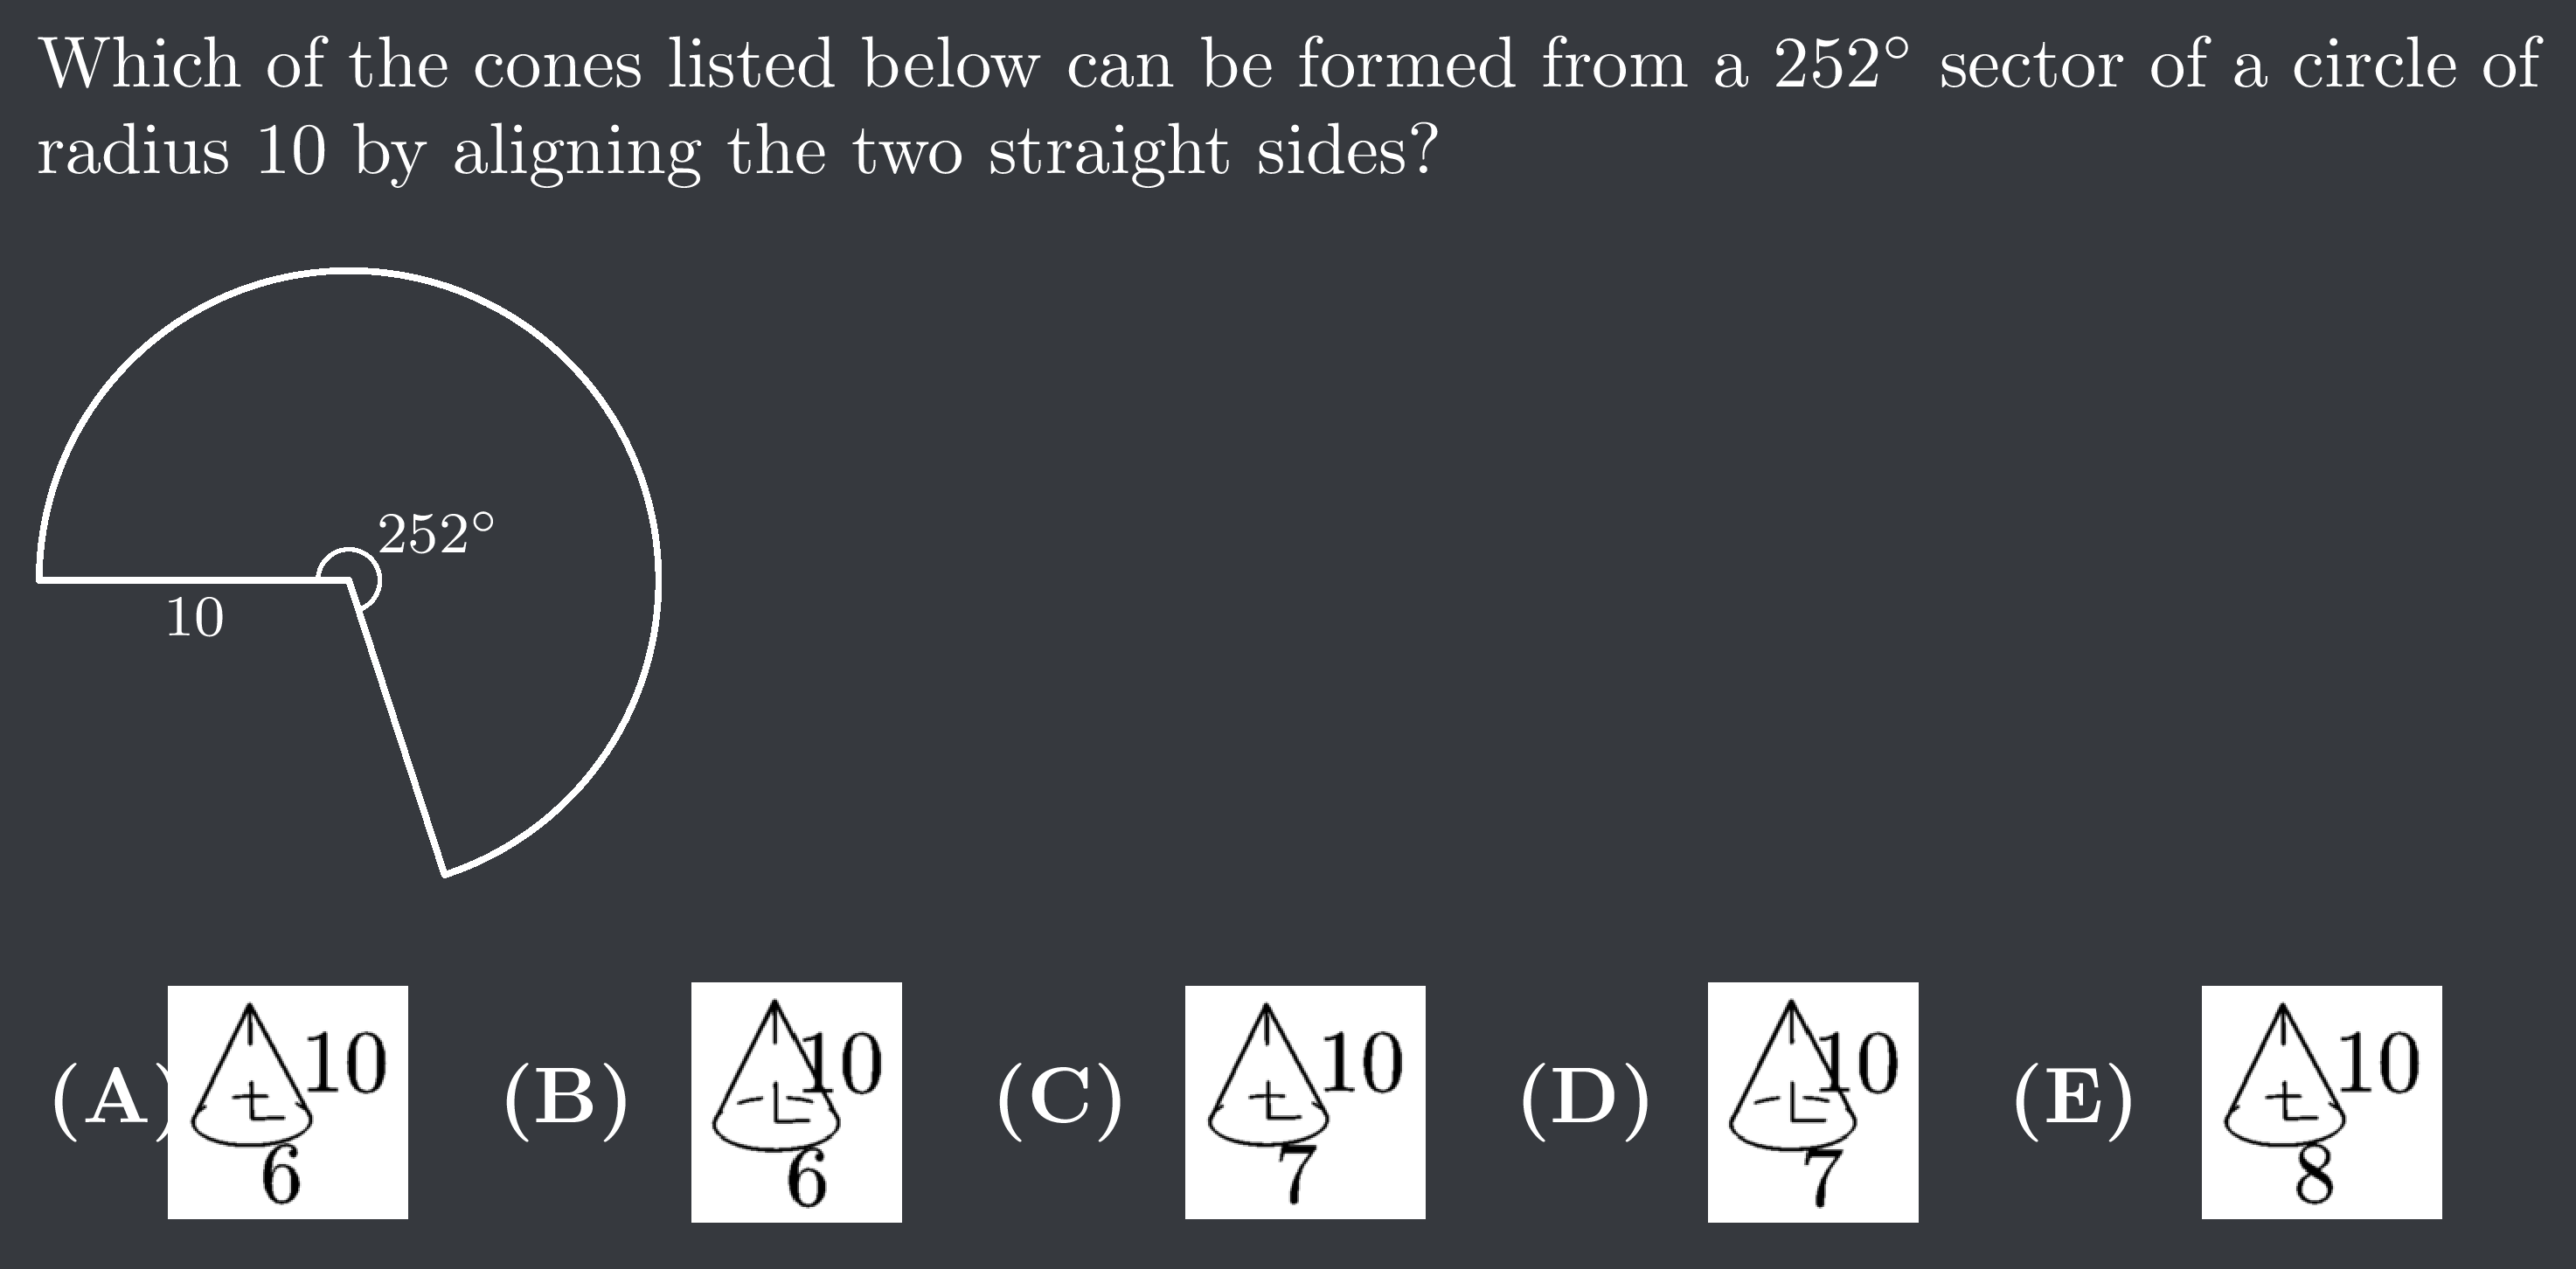 Which of the cones listed below can be formed from a 252° sector of a circle of
radius 10 by aligning the two straight sides?
252°
10
(A) 10 (B) 10 (C) 10 (D) 10 (E) 10
6 6 7 7 8